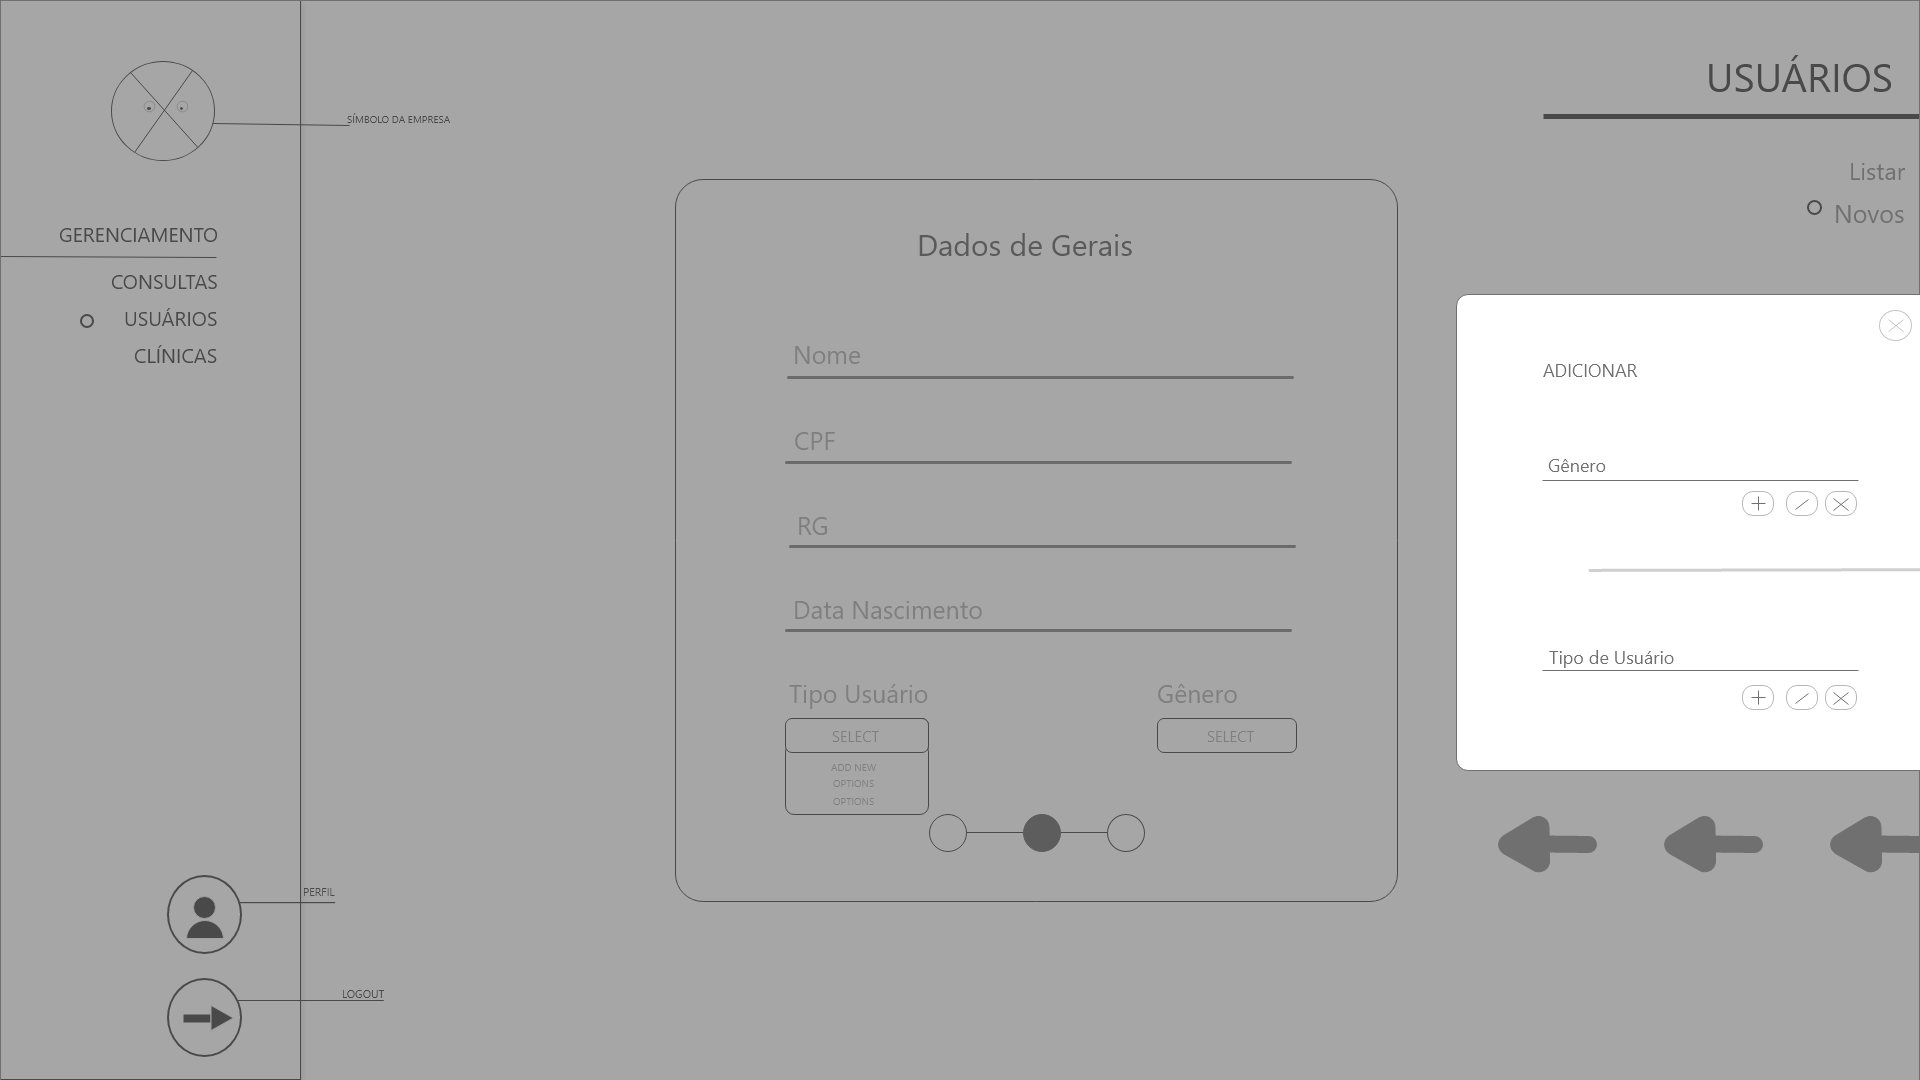 SÍMBOLO DA EMPRESA
GERENCIAMENTO
CONSULTAS
USUÁRIOS
CLÍNICAS
PERFIL
LOGOUT
Dados de Gerais
Nome
CPF
RG
Data Nascimento
Tipo Usuário
SELECT
ADD NEW
OPTIONS
OPTIONS
Gênero
SELECT
USUÁRIOS
Listar
Novos
ADICIONAR
Gênero
Tipo de Usuário